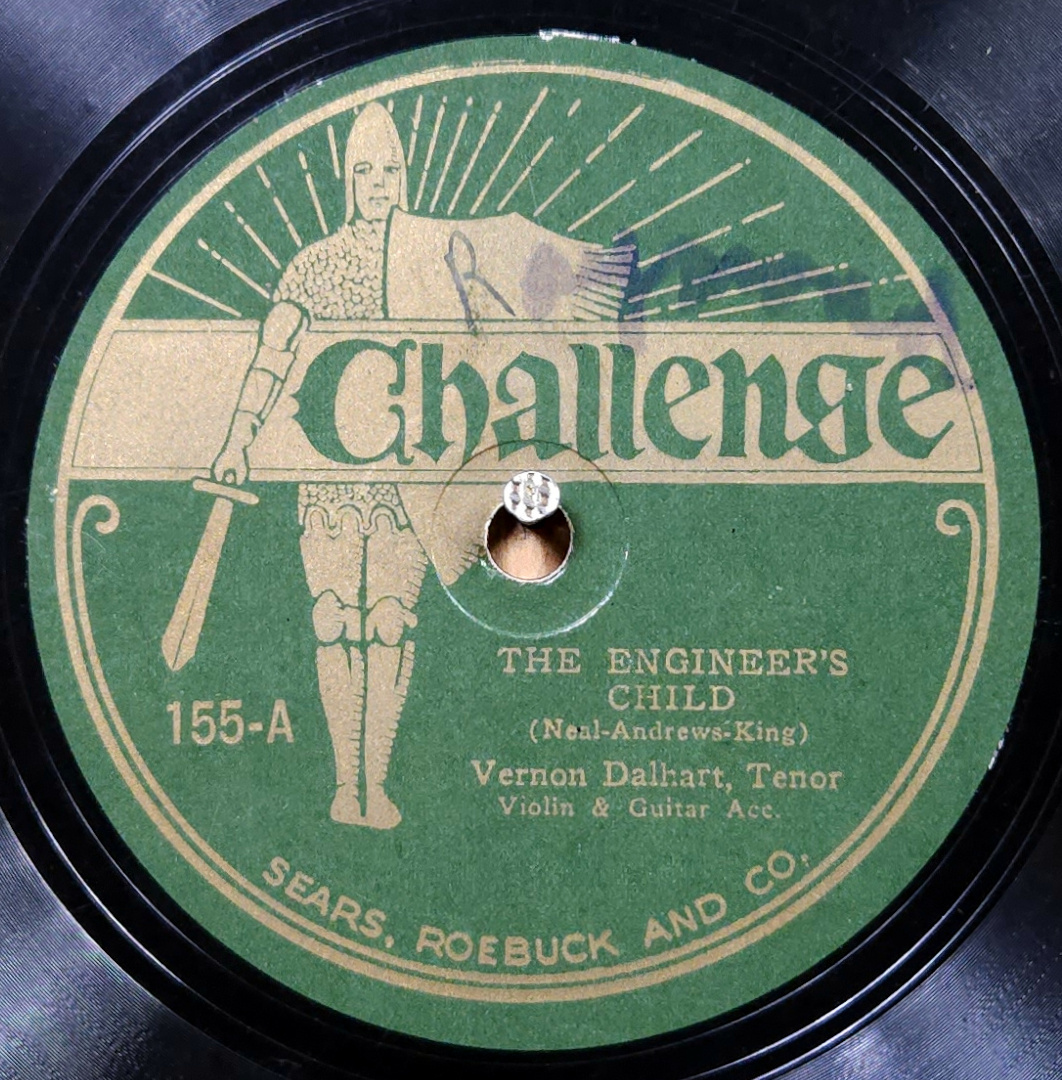 Challenge
THE ENGINEER'S
CHILD
(Neal-Andrews-King)
Vernon Dalhart, Tenor
Violin & Guitar Acc.
155-A
SEARS, ROEBUCK AND CO.